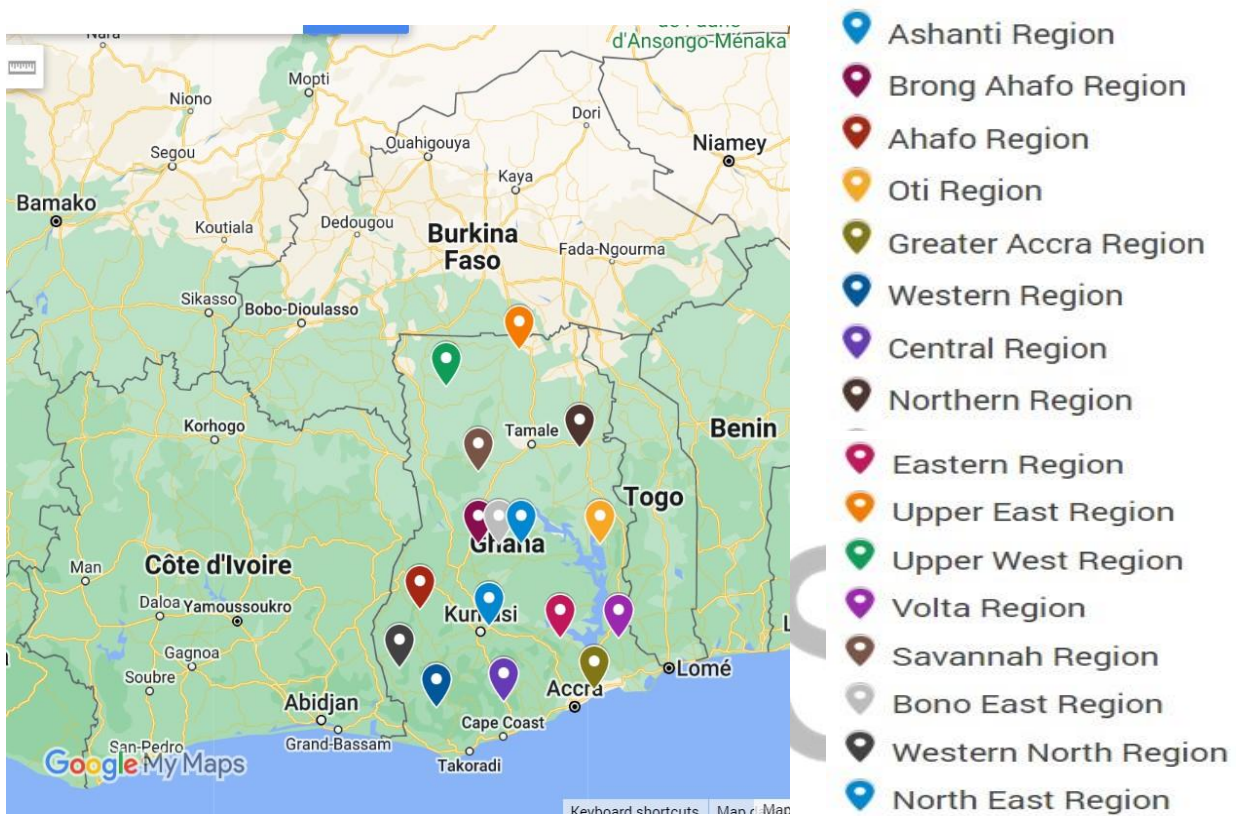 Nara
d'Ansongo-Ménaka
Mopti
Niono
Dori
Ouahigouya
Niamey
Segou
Kaya
Bamako
Koutiala
Dedougou
Burkina
Faso
Fada-Ngourma
Sikasso
Bobo-Dioulasso
Korhogo
Tamale
Benin
Togo
Ghana
Man
Côte d'Ivoire
Daloa
Yamoussoukro
Kumasi
Gagnoa
Soubre
Lomé
Abidjan
Accra
Cape Coast
Grand-Bassam
San-Pedro
Takoradi
Google My Maps
Keyboard shortcuts
Map
Map
Ashanti Region
Brong Ahafo Region
Ahafo Region
Oti Region
Greater Accra Region
Western Region
Central Region
Northern Region
Eastern Region
Upper East Region
Upper West Region
Volta Region
Savannah Region
Bono East Region
Western North Region
North East Region